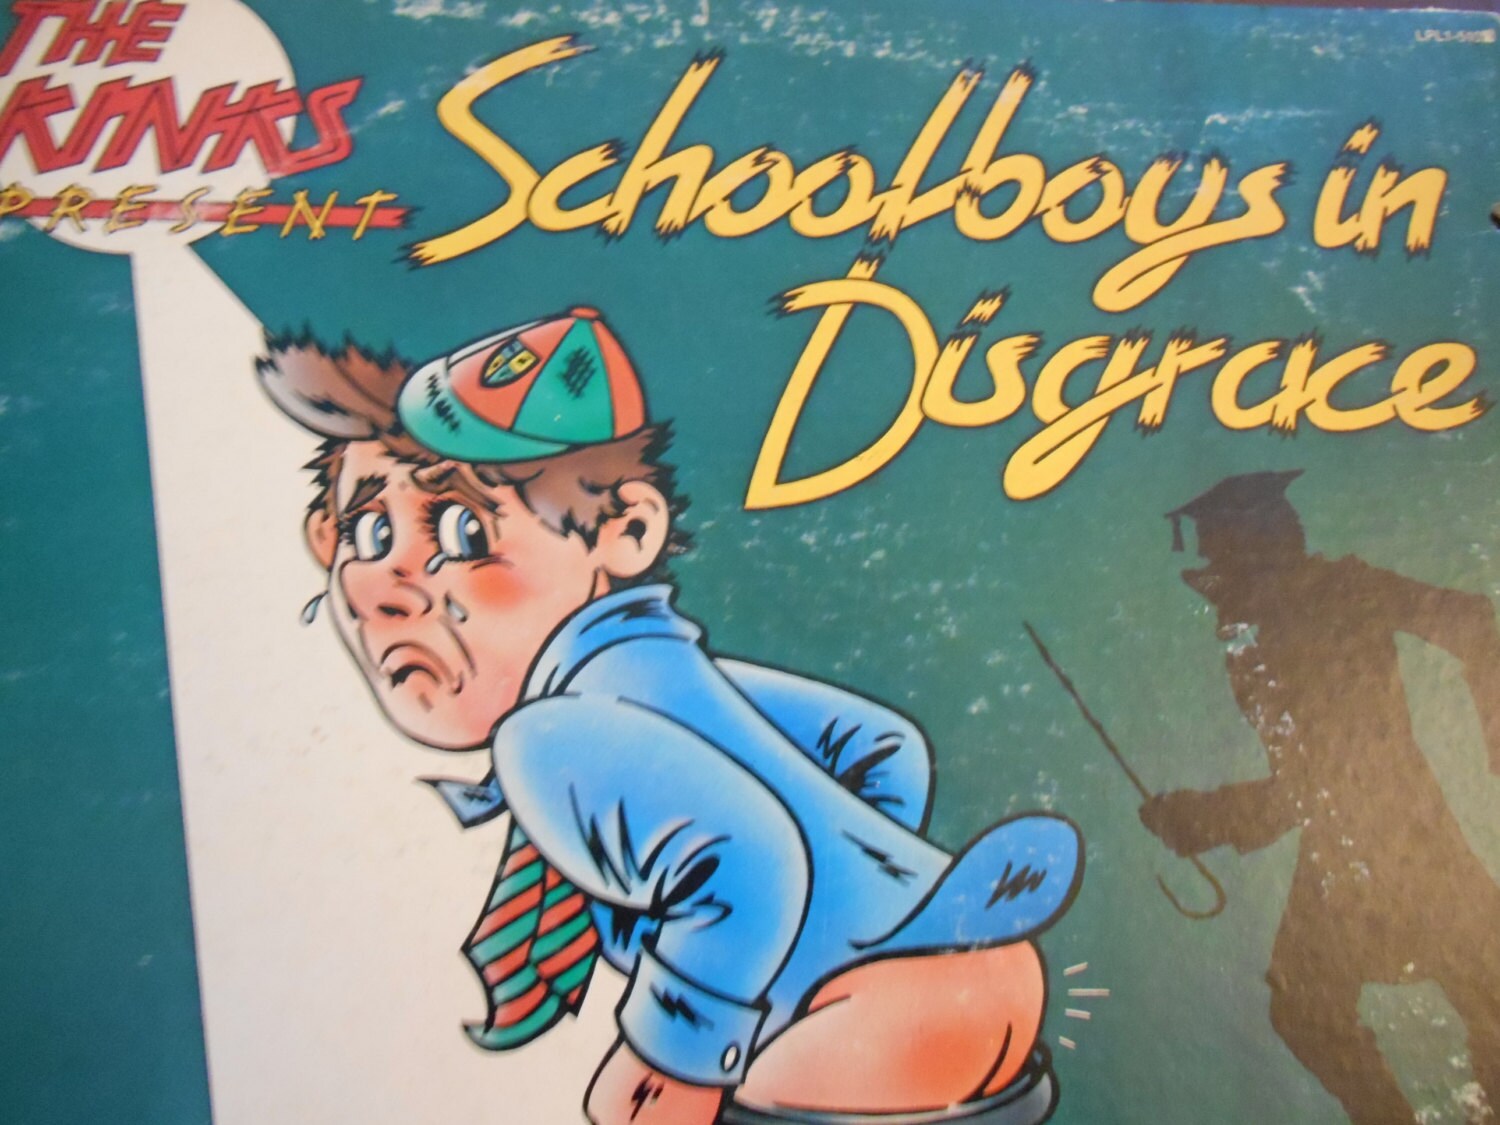 THE
KINKS
PRESENT
Schoolboys in
Disgrace